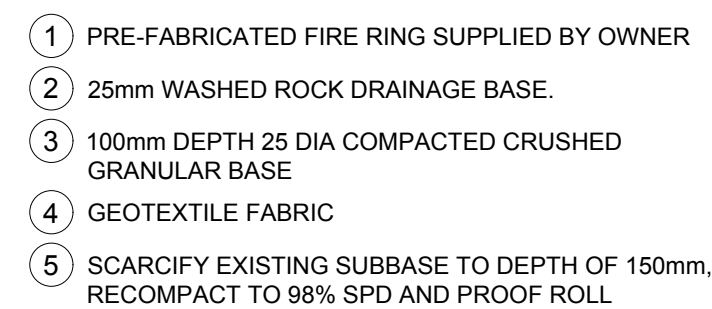 1 PRE-FABRICATED FIRE RING SUPPLIED BY OWNER
2 25mm WASHED ROCK DRAINAGE BASE.
3 100mm DEPTH 25 DIA COMPACTED CRUSHED
GRANULAR BASE
4 GEOTEXTILE FABRIC
5 SCARCIFY EXISTING SUBBASE TO DEPTH OF 150mm,
RECOMPACT TO 98% SPD AND PROOF ROLL